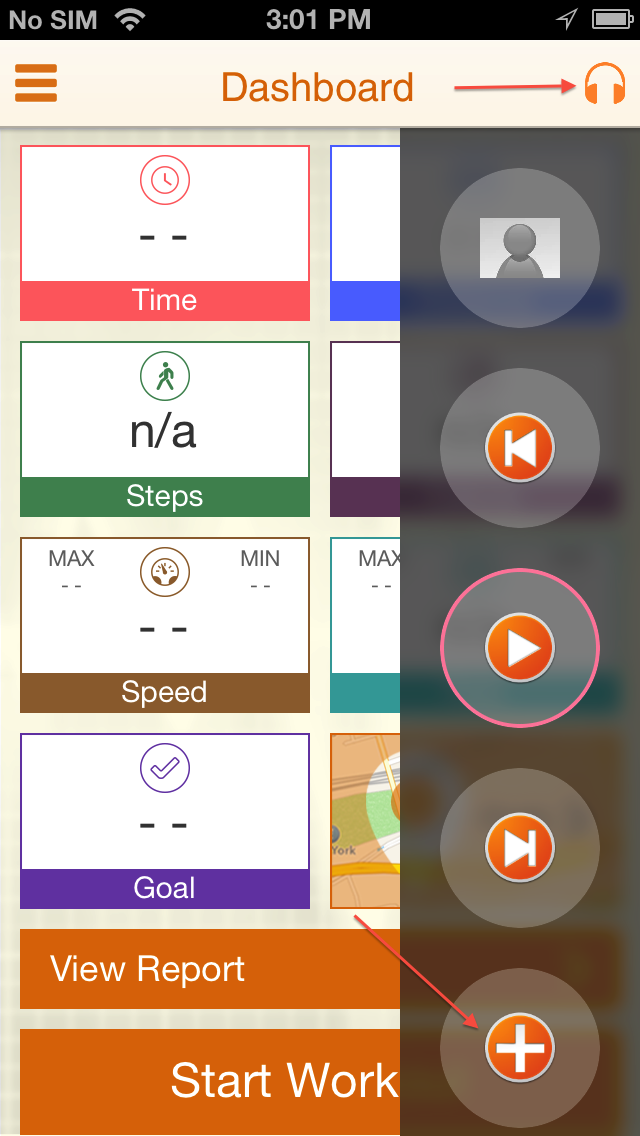 No SIM 3:01 PM
Dashboard
- -
Time
n/a
Steps
MAX MIN MAX
- - - - - -
- -
Speed
- -
Goal
York
View Report
Start Work